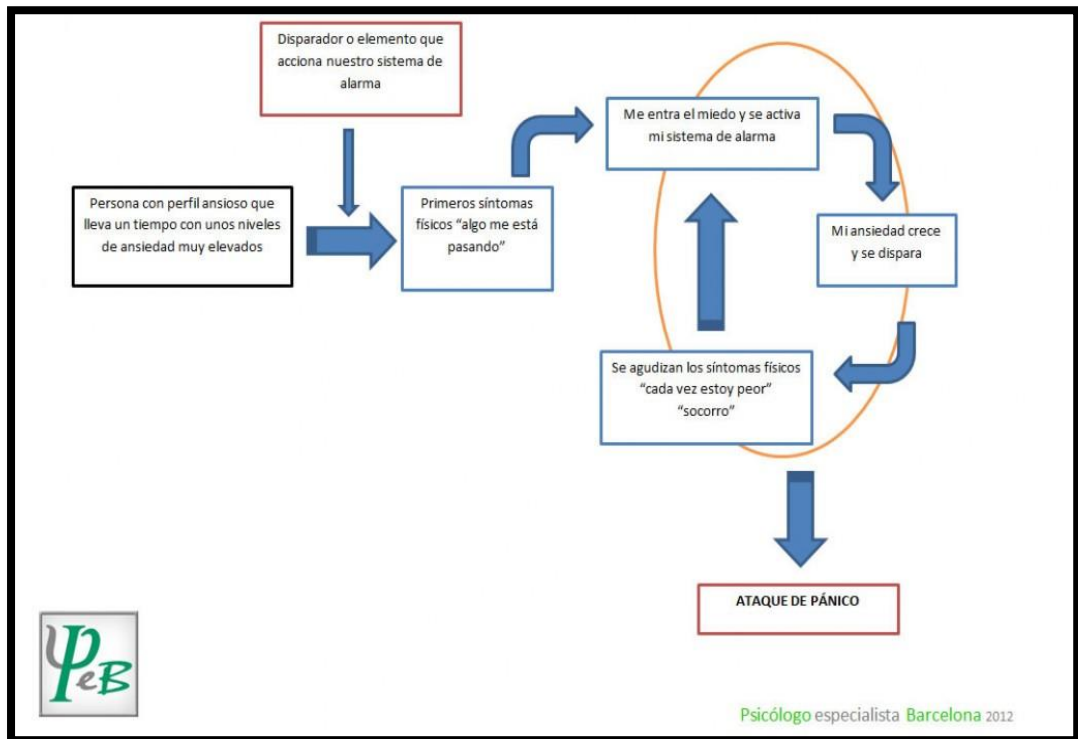 Disparador o elemento que
acciona nuestro sistema de
alarma
Persona con perfil ansioso que
lleva un tiempo con unos niveles
de ansiedad muy elevados
Primeros síntomas
físicos “algo me está
pasando”
Me entra el miedo y se activa
mi sistema de alarma
Mi ansiedad crece
y se dispara
Se agudizan los síntomas físicos
“cada vez estoy peor”
“socorro”
ATAQUE DE PÁNICO
ΨPeB
Psicólogo especialista Barcelona 2012